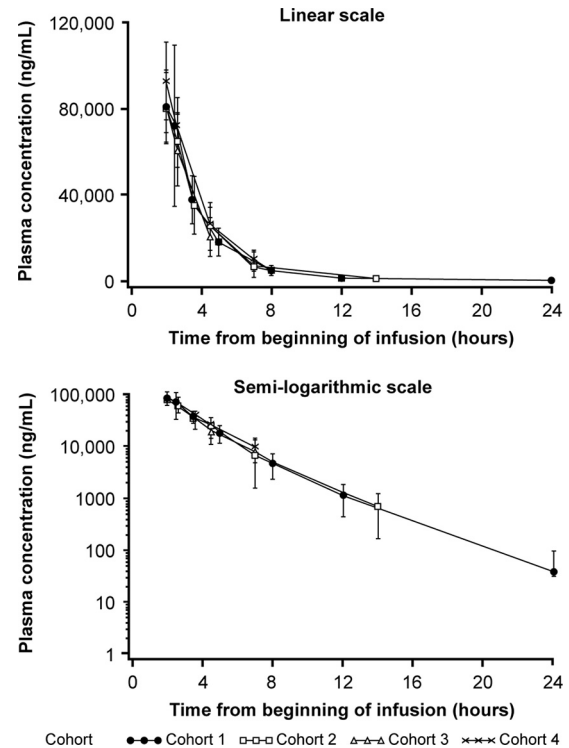 Linear scale
Plasma concentration (ng/mL)
120,000
80,000
40,000
0
0 4 8 12 16 20 24
Time from beginning of infusion (hours)
Semi-logarithmic scale
Plasma concentration (ng/mL)
100,000
10,000
1000
100
10
1
0 4 8 12 16 20 24
Time from beginning of infusion (hours)
Cohort Cohort 1 Cohort 2 Cohort 3 Cohort 4